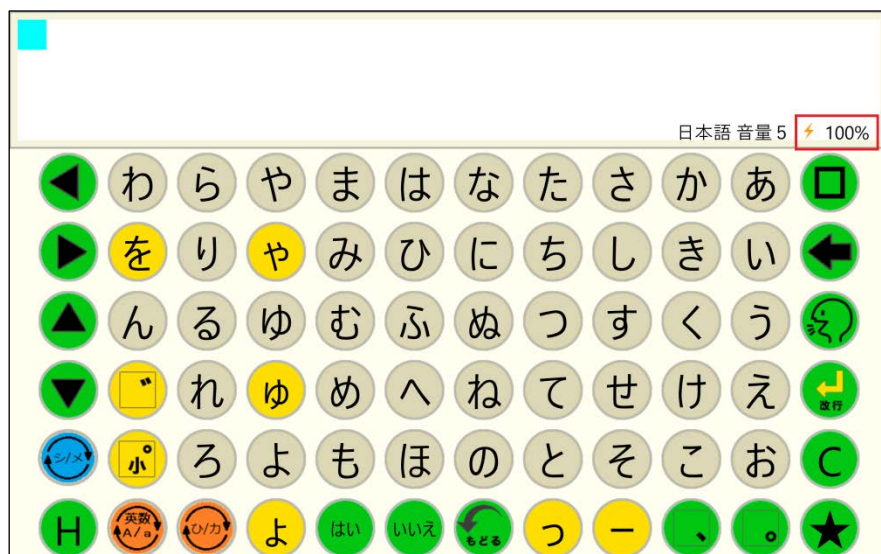 日本語 音量 5 100%
わ ら や ま は な た さ か あ
を り ゃ み ひ に ち し き い
ん る ゆ む ふ ぬ つ す く う
゛ れ ゅ め へ ね て せ け え 改行
シ/メ 小゜ ろ よ も ほ の と そ こ お C
H 英数 A/a ひ/カ ょ はい いいえ もどる っ ー 、 。